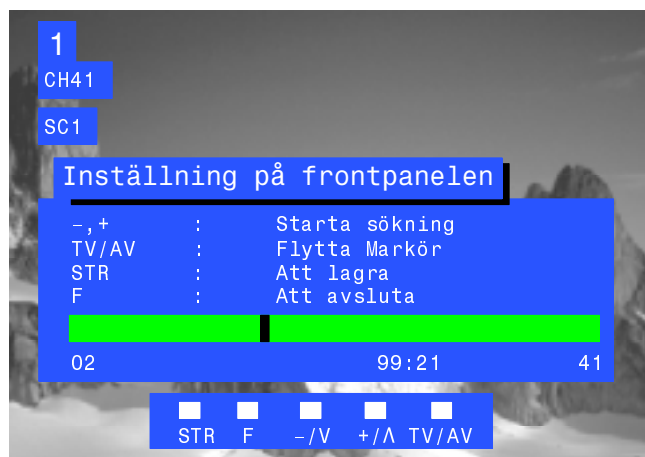 1
CH41
SC1
Inställning på frontpanelen
-,+ : Starta sökning
TV/AV : Flytta Markör
STR : Att lagra
F : Att avsluta
02 99:21 41
STR F -/V +/Λ TV/AV